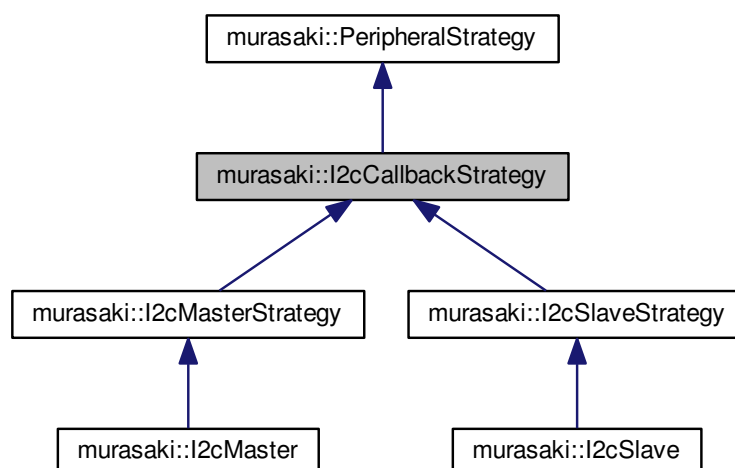 murasaki::PeripheralStrategy
murasaki::I2cCallbackStrategy
murasaki::I2cMasterStrategy
murasaki::I2cSlaveStrategy
murasaki::I2cMaster
murasaki::I2cSlave